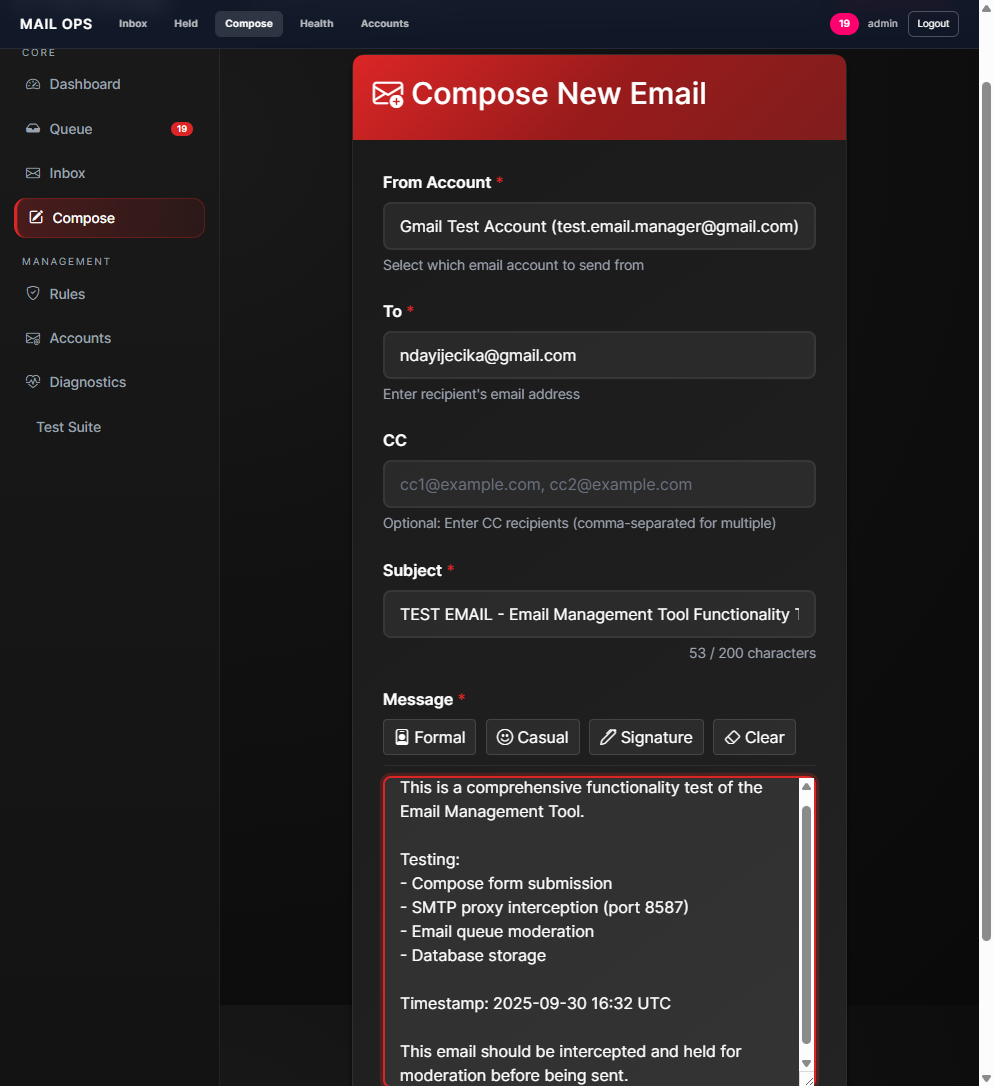 MAIL OPS Inbox Held Compose Health Accounts 19 admin Logout
CORE
Dashboard
Queue 19
Inbox
Compose
MANAGEMENT
Rules
Accounts
Diagnostics
Test Suite
Compose New Email
From Account *
Gmail Test Account (test.email.manager@gmail.com)
Select which email account to send from
To *
ndayijecika@gmail.com
Enter recipient's email address
CC
cc1@example.com, cc2@example.com
Optional: Enter CC recipients (comma-separated for multiple)
Subject *
TEST EMAIL - Email Management Tool Functionality
53 / 200 characters
Message *
Formal Casual Signature Clear
This is a comprehensive functionality test of the
Email Management Tool.
Testing:
- Compose form submission
- SMTP proxy interception (port 8587)
- Email queue moderation
- Database storage
Timestamp: 2025-09-30 16:32 UTC
This email should be intercepted and held for
moderation before being sent.